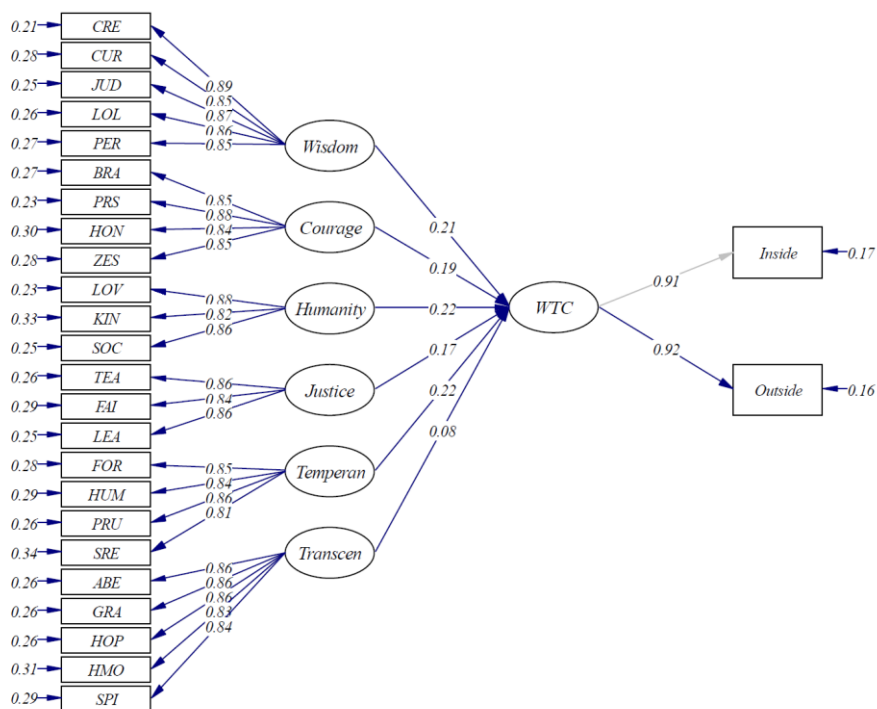 0.21 CRE
0.28 CUR
0.25 JUD
0.26 LOL
0.27 PER
0.27 BRA
0.23 PRS
0.30 HON
0.28 ZES
0.23 LOV
0.33 KIN
0.25 SOC
0.26 TEA
0.29 FAI
0.25 LEA
0.28 FOR
0.29 HUM
0.26 PRU
0.34 SRE
0.26 ABE
0.26 GRA
0.26 HOP
0.31 HMO
0.29 SPI
0.89
0.85
0.87
0.86
0.85
0.85
0.88
0.84
0.85
0.88
0.82
0.86
0.86
0.84
0.86
0.85
0.84
0.86
0.81
0.86
0.86
0.86
0.83
0.84
Wisdom
Courage
Humanity
Justice
Temperan
Transcen
0.21
0.19
0.22
0.17
0.22
0.08
WTC
0.91
0.92
Inside 0.17
Outside 0.16